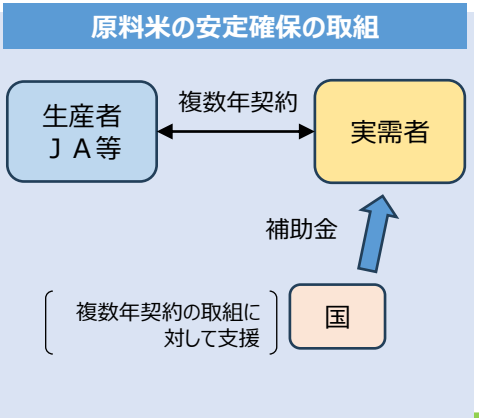 原料米の安定確保の取組
生産者
ＪＡ等
複数年契約
実需者
補助金
複数年契約の取組に
対して支援
国